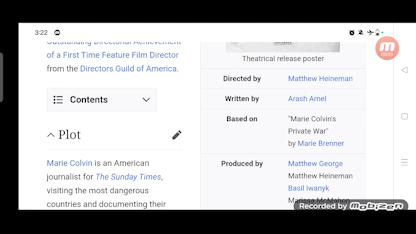 3:22
Outstanding Directorial Achievement
of a First Time Feature Film Director
from the Directors Guild of America.
Contents
Plot
Marie Colvin is an American
journalist for The Sunday Times,
visiting the most dangerous
countries and documenting their
Theatrical release poster
Directed by Matthew Heineman
Written by Arash Amel
Based on "Marie Colvin's
Private War"
by Marie Brenner
Produced by Matthew George
Matthew Heineman
Basil Iwanyk
Marissa McMahon
Recorded by
MOBIZEN